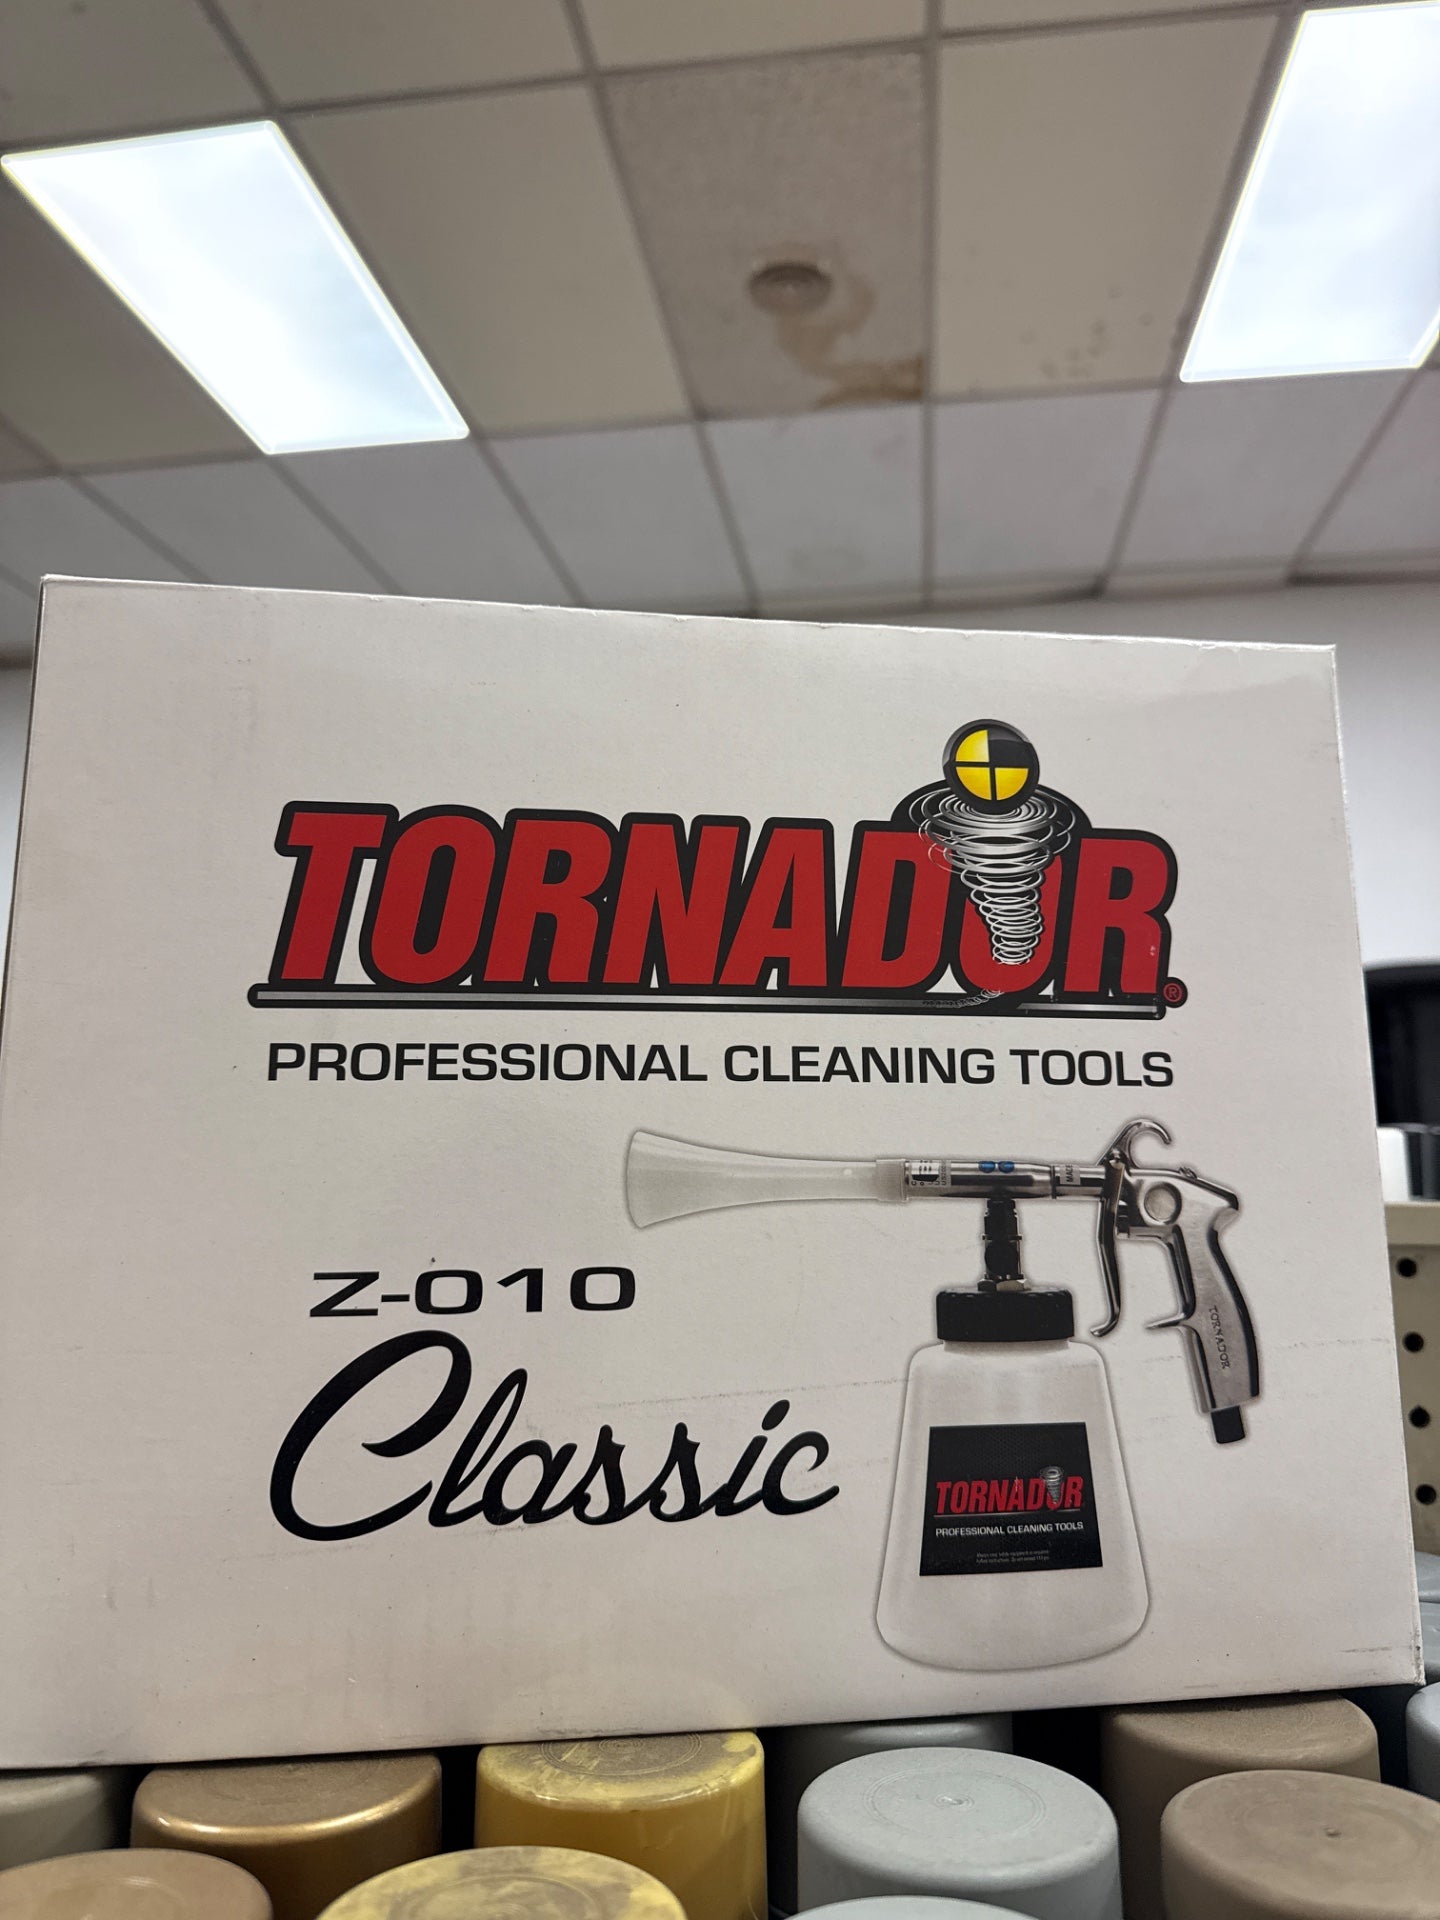 TORNADOR®
PROFESSIONAL CLEANING TOOLS
Z-010
Classic
TORNADOR
TORNADOR
PROFESSIONAL CLEANING TOOLS